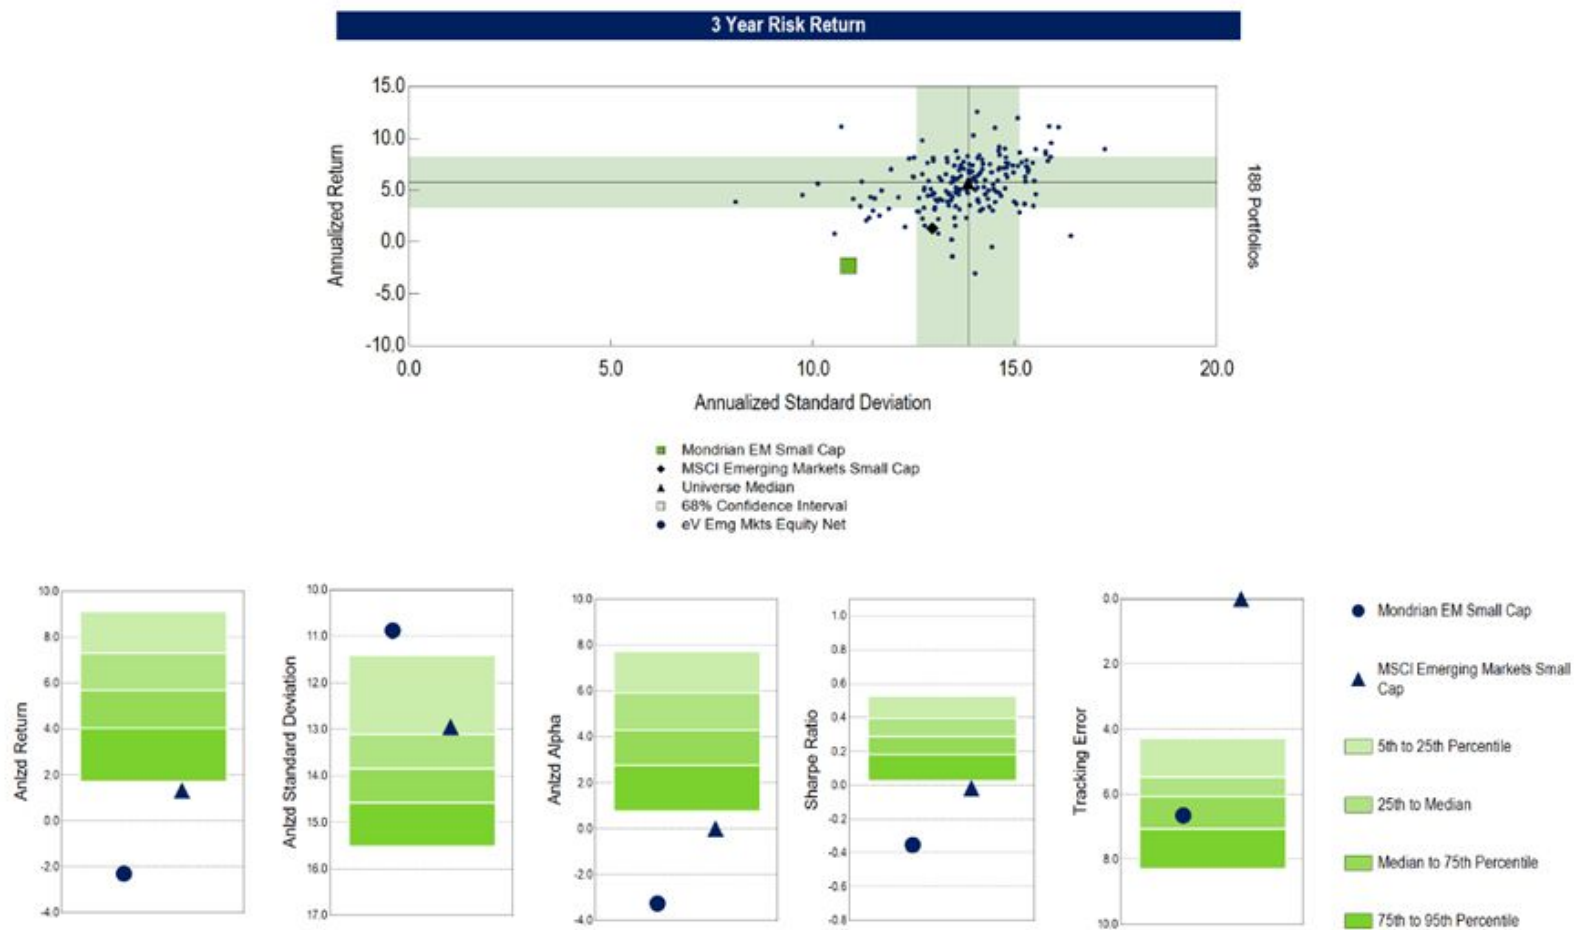 3 Year Risk Return
Annualized Return
15.0
10.0
5.0
0.0
-5.0
-10.0
0.0 5.0 10.0 15.0 20.0
Annualized Standard Deviation
188 Portfolios
Mondrian EM Small Cap
MSCI Emerging Markets Small Cap
Universe Median
68% Confidence Interval
eV Emg Mkts Equity Net
Anlzd Return
10.0
8.0
6.0
4.0
2.0
0.0
-2.0
-4.0
Anlzd Standard Deviation
10.0
11.0
12.0
13.0
14.0
15.0
16.0
17.0
Anlzd Alpha
10.0
8.0
6.0
4.0
2.0
0.0
-2.0
-4.0
Sharpe Ratio
1.0
0.8
0.6
0.4
0.2
0.0
-0.2
-0.4
-0.6
-0.8
Tracking Error
0.0
2.0
4.0
6.0
8.0
10.0
Mondrian EM Small Cap
MSCI Emerging Markets Small
Cap
5th to 25th Percentile
25th to Median
Median to 75th Percentile
75th to 95th Percentile